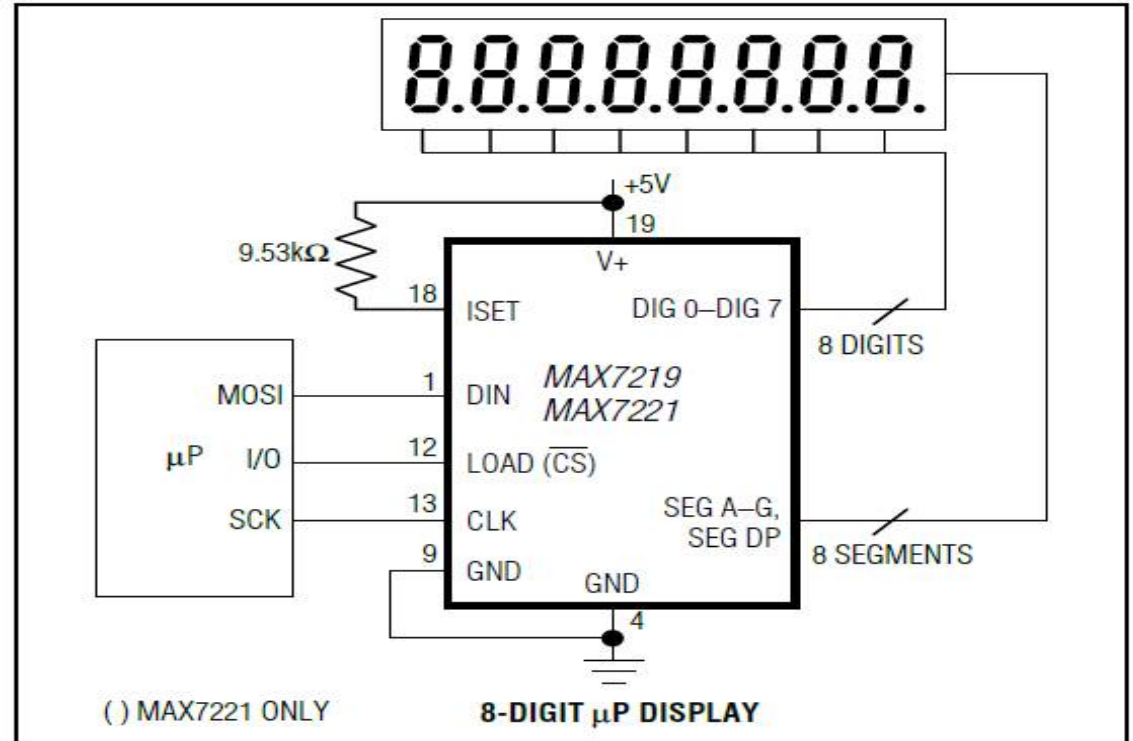 8.8.8.8.8.8.8.8.
+5V
19
9.53kΩ
V+
18
ISET
DIG 0–DIG 7
8 DIGITS
MOSI
1
DIN
MAX7219
MAX7221
μP
I/O
12
LOAD (C̅S̅)
SCK
13
CLK
SEG A–G,
SEG DP
8 SEGMENTS
9
GND
GND
4
( ) MAX7221 ONLY
8-DIGIT μP DISPLAY